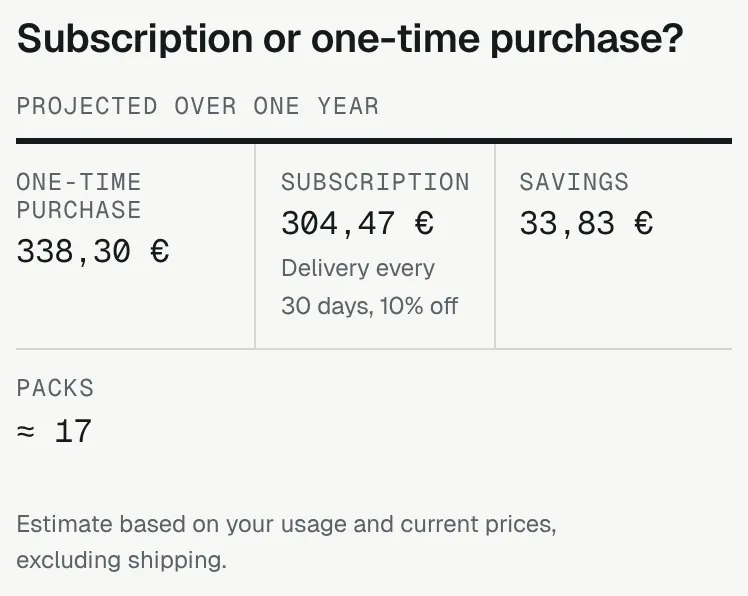 Subscription or one-time purchase?
PROJECTED OVER ONE YEAR
ONE-TIME
PURCHASE
338,30 €
SUBSCRIPTION
304,47 €
Delivery every
30 days, 10% off
SAVINGS
33,83 €
PACKS
≈ 17
Estimate based on your usage and current prices,
excluding shipping.